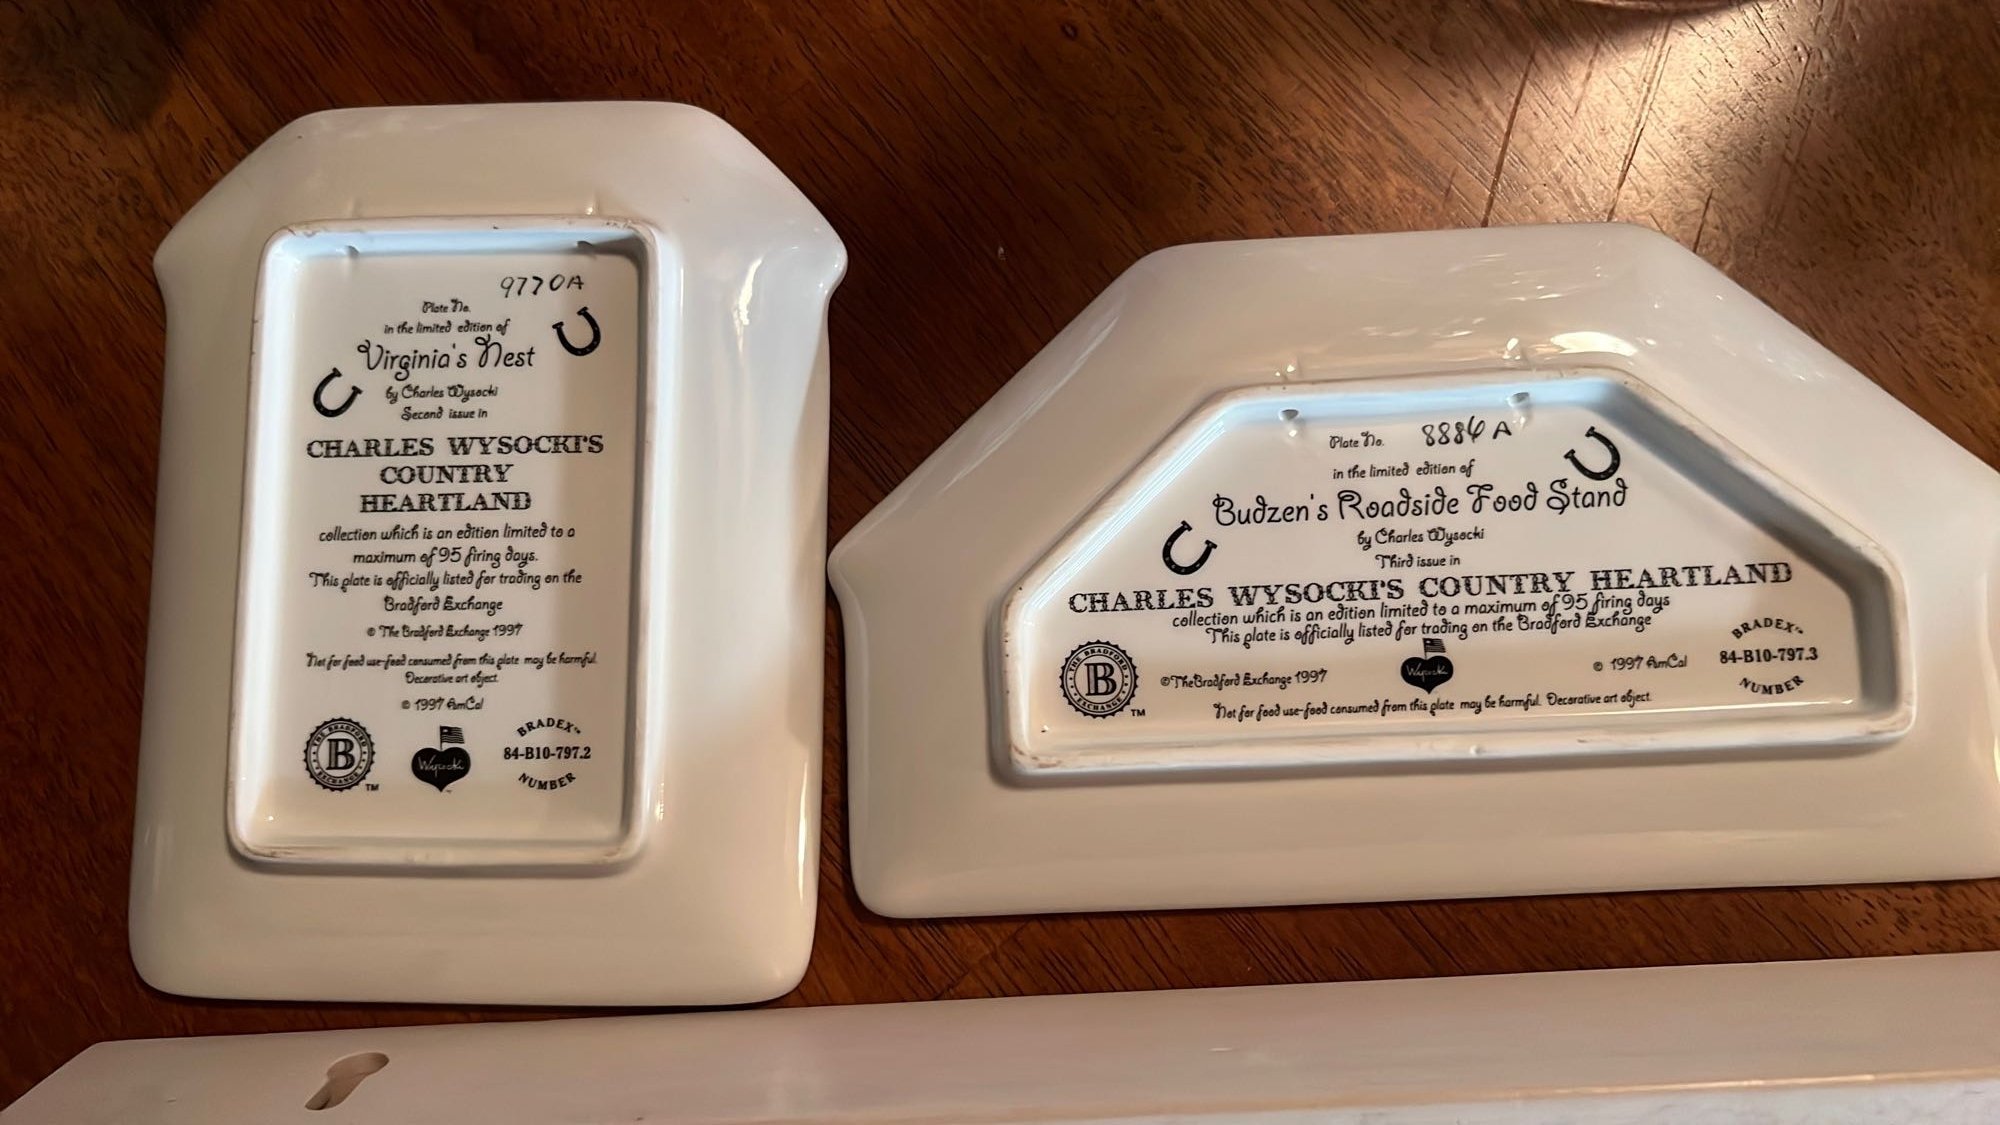 9770A
Plate No.
in the limited edition of
Virginia's Nest
by Charles Wysocki
Second issue in
CHARLES WYSOCKI'S
COUNTRY
HEARTLAND
collection which is an edition limited to a
maximum of 95 firing days.
This plate is officially listed for trading on the
Bradford Exchange
© The Bradford Exchange 1997
Not for food use-food consumed from this plate may be harmful.
Decorative art object.
© 1997 AmCal
THE BRADFORD
B
EXCHANGE
TM
Wysocki
BRADEX™
84-B10-797.2
NUMBER
Plate No. 8886 A
in the limited edition of
Budzen's Roadside Food Stand
by Charles Wysocki
Third issue in
CHARLES WYSOCKI'S COUNTRY HEARTLAND
collection which is an edition limited to a maximum of 95 firing days
This plate is officially listed for trading on the Bradford Exchange
THE BRADFORD
B
EXCHANGE
TM
© The Bradford Exchange 1997
Wysocki
© 1997 AmCal
BRADEX™
84-B10-797.3
NUMBER
Not for food use-food consumed from this plate may be harmful. Decorative art object.